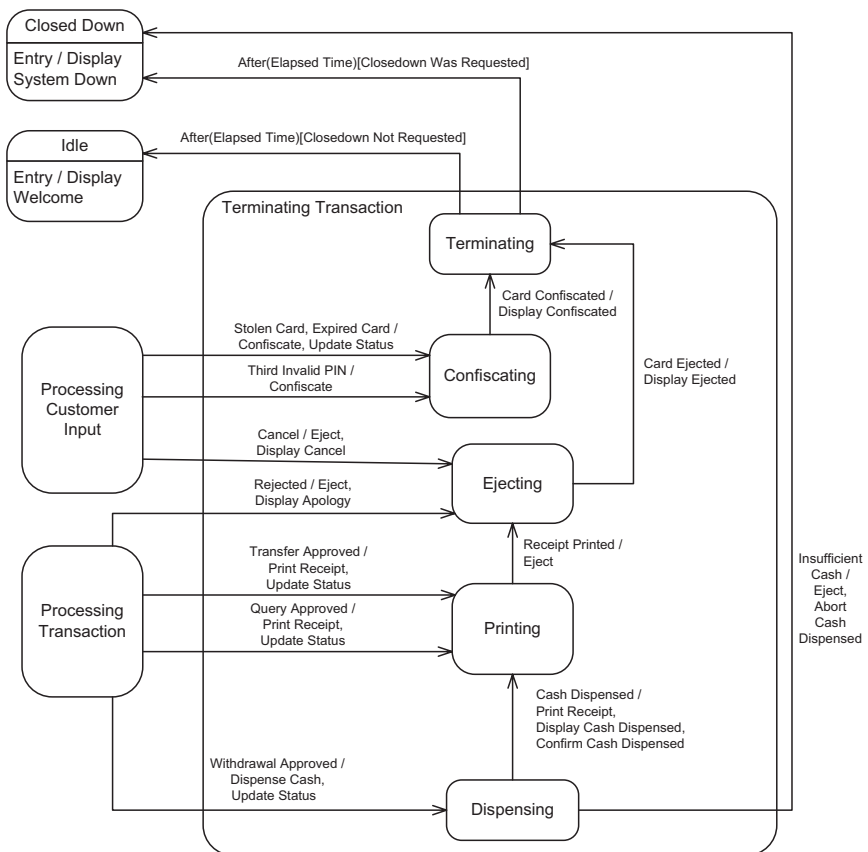 Closed Down
Entry / Display
System Down
After(Elapsed Time)[Closedown Was Requested]
After(Elapsed Time)[Closedown Not Requested]
Idle
Entry / Display
Welcome
Terminating Transaction
Terminating
Card Confiscated /
Display Confiscated
Stolen Card, Expired Card /
Confiscate, Update Status
Third Invalid PIN /
Confiscate
Confiscating
Card Ejected /
Display Ejected
Processing
Customer
Input
Cancel / Eject,
Display Cancel
Rejected / Eject,
Display Apology
Ejecting
Receipt Printed /
Eject
Transfer Approved /
Print Receipt,
Update Status
Query Approved /
Print Receipt,
Update Status
Processing
Transaction
Printing
Insufficient
Cash /
Eject,
Abort
Cash
Dispensed
Cash Dispensed /
Print Receipt,
Display Cash Dispensed,
Confirm Cash Dispensed
Withdrawal Approved /
Dispense Cash,
Update Status
Dispensing